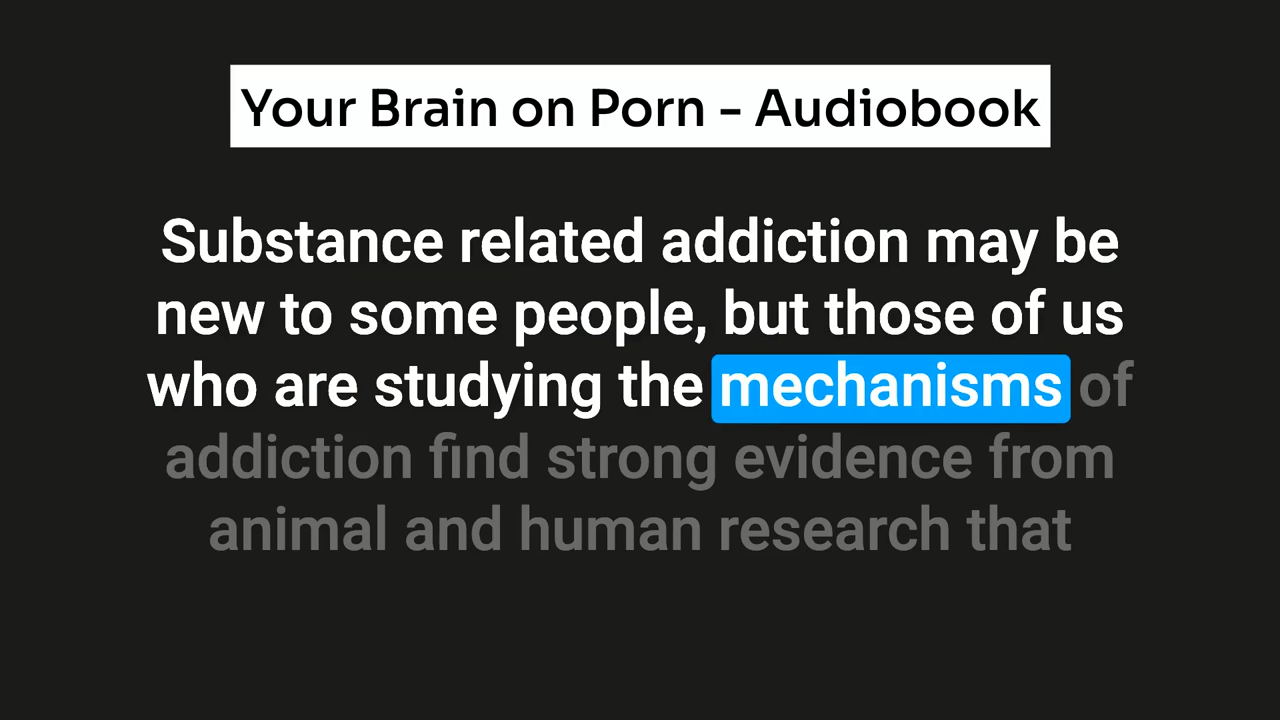 Your Brain on Porn - Audiobook
Substance related addiction may be
new to some people, but those of us
who are studying the mechanisms of
addiction find strong evidence from
animal and human research that